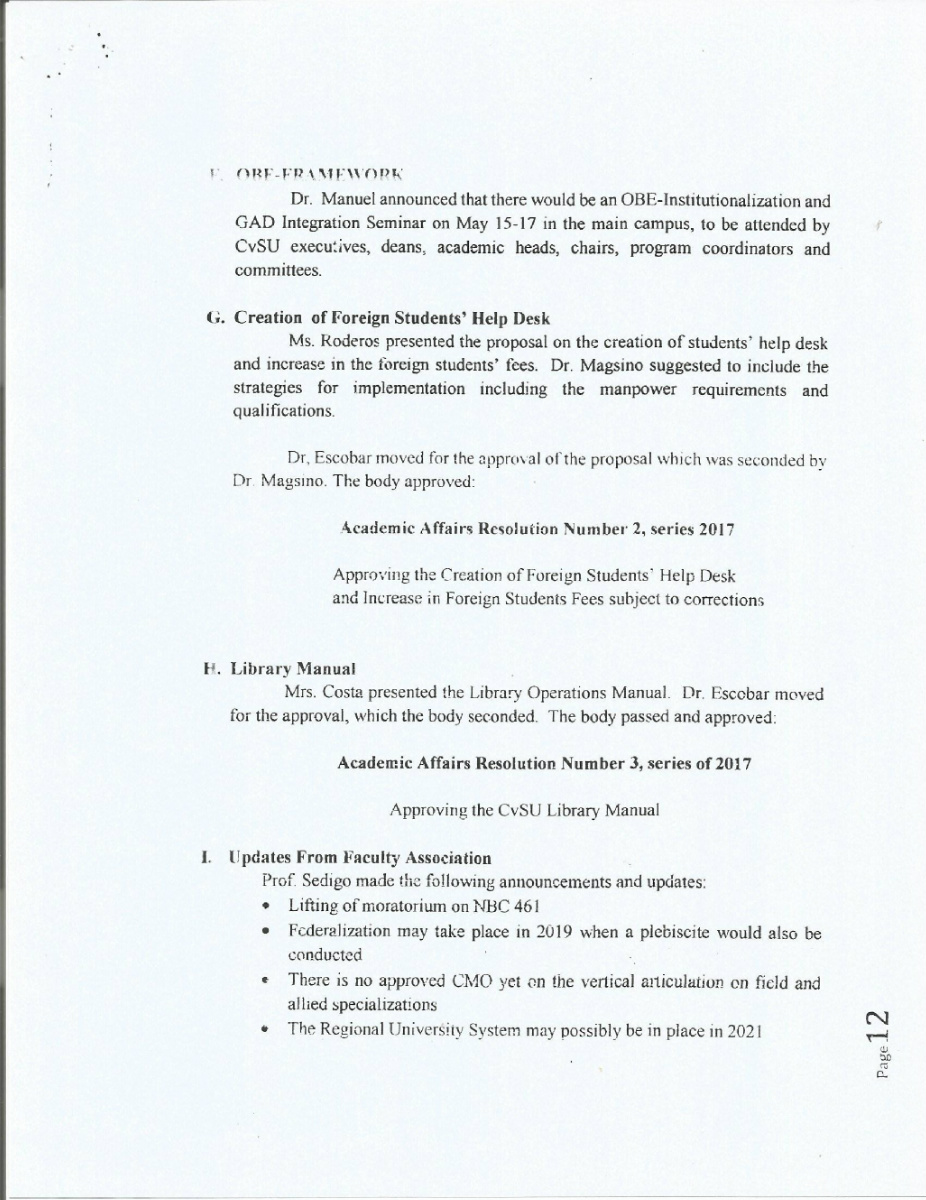 F. OBE-FRAMEWORK
Dr. Manuel announced that there would be an OBE-Institutionalization and
GAD Integration Seminar on May 15-17 in the main campus, to be attended by
CvSU executives, deans, academic heads, chairs, program coordinators and
committees.
G. Creation of Foreign Students' Help Desk
Ms. Roderos presented the proposal on the creation of students' help desk
and increase in the foreign students' fees. Dr. Magsino suggested to include the
strategies for implementation including the manpower requirements and
qualifications.
Dr, Escobar moved for the approval of the proposal which was seconded by
Dr. Magsino. The body approved:
Academic Affairs Resolution Number 2, series 2017
Approving the Creation of Foreign Students' Help Desk
and Increase in Foreign Students Fees subject to corrections
H. Library Manual
Mrs. Costa presented the Library Operations Manual. Dr. Escobar moved
for the approval, which the body seconded. The body passed and approved:
Academic Affairs Resolution Number 3, series of 2017
Approving the CvSU Library Manual
I. Updates From Faculty Association
Prof. Sedigo made the following announcements and updates:
• Lifting of moratorium on NBC 461
• Federalization may take place in 2019 when a plebiscite would also be
conducted
• There is no approved CMO yet on the vertical articulation on field and
allied specializations
• The Regional University System may possibly be in place in 2021
Page 12